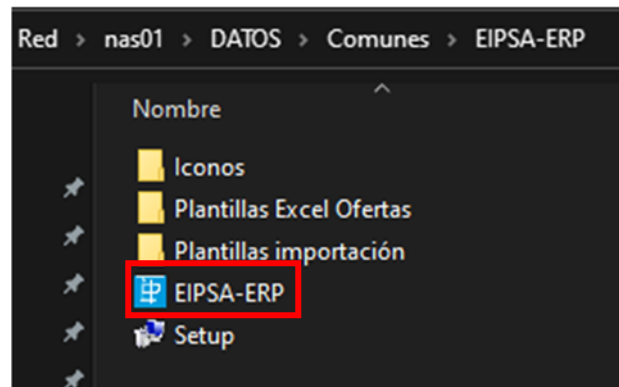 Red > nas01 > DATOS > Comunes > EIPSA-ERP
Nombre
Iconos
Plantillas Excel Ofertas
Plantillas importación
EIPSA-ERP
Setup